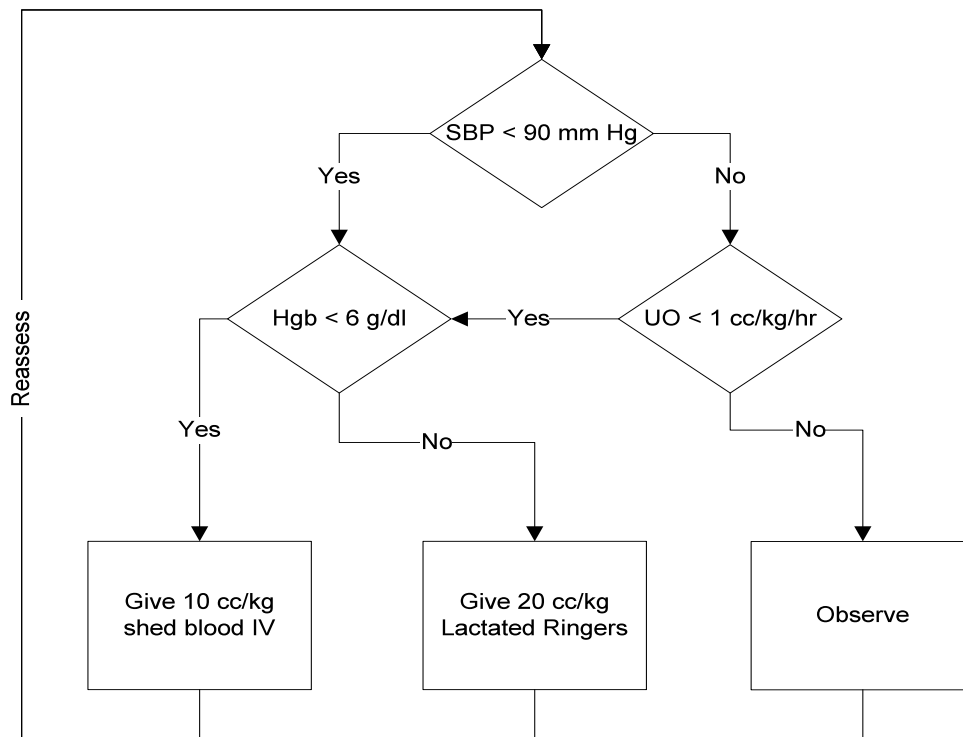 SBP < 90 mm Hg
Yes
No
Hgb < 6 g/dl
Yes
UO < 1 cc/kg/hr
Reassess
Yes
No
No
Give 10 cc/kg
shed blood IV
Give 20 cc/kg
Lactated Ringers
Observe